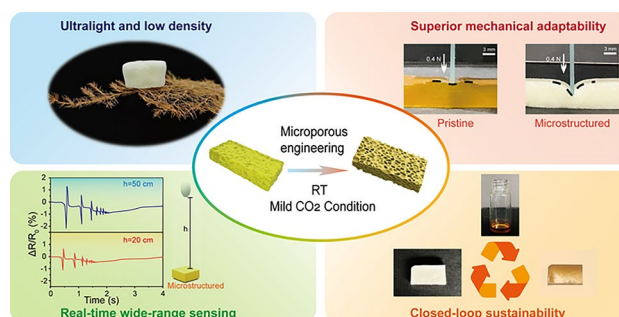 Ultralight and low density
Superior mechanical adaptability
0.4 N
3 mm
0.4 N
3 mm
Pristine
Microstructured
Microporous
engineering
RT
Mild CO2 Condition
ΔR/R0 (%)
2
1
0
-1
-2
h=50 cm
2
1
0
-1
-2
h=20 cm
0 1 2 3 4
Time (s)
h
Microstructured
Real-time wide-range sensing
Closed-loop sustainability